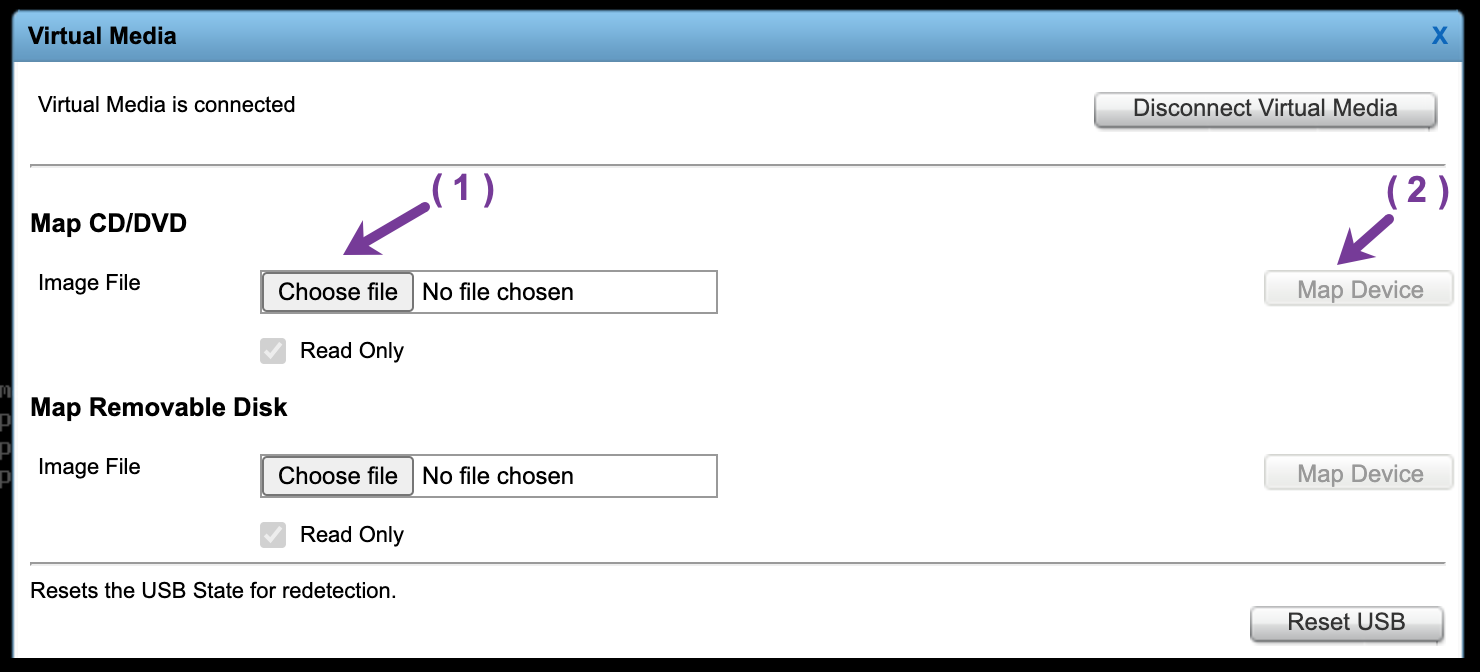 Virtual Media X
Virtual Media is connected Disconnect Virtual Media
( 1 ) ( 2 )
Map CD/DVD
Image File Choose file No file chosen Map Device
Read Only
Map Removable Disk
Image File Choose file No file chosen Map Device
Read Only
Resets the USB State for redetection.
Reset USB